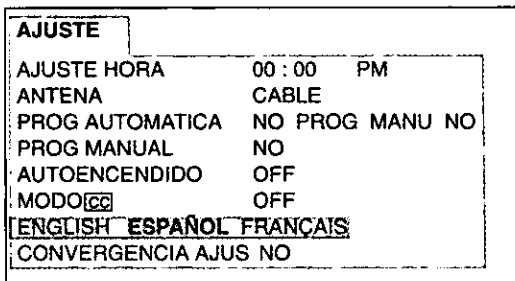 AJUSTE
AJUSTE HORA 00 : 00 PM
ANTENA CABLE
PROG AUTOMATICA NO PROG MANU NO
PROG MANUAL NO
AUTOENCENDIDO OFF
MODO CC OFF
ENGLISH ESPAÑOL FRANÇAIS
CONVERGENCIA AJUS NO